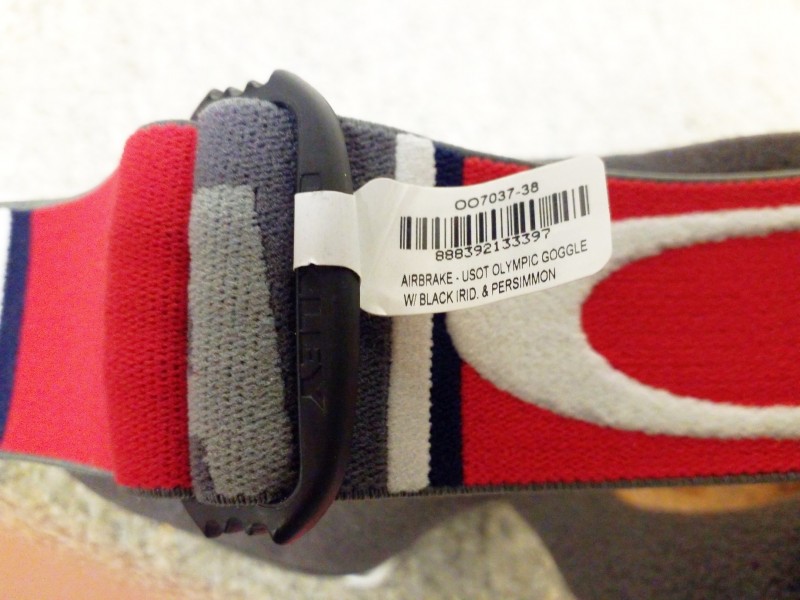 OO7037-38
888392133397
AIRBRAKE - USOT OLYMPIC GOGGLE
W/ BLACK IRID. & PERSIMMON